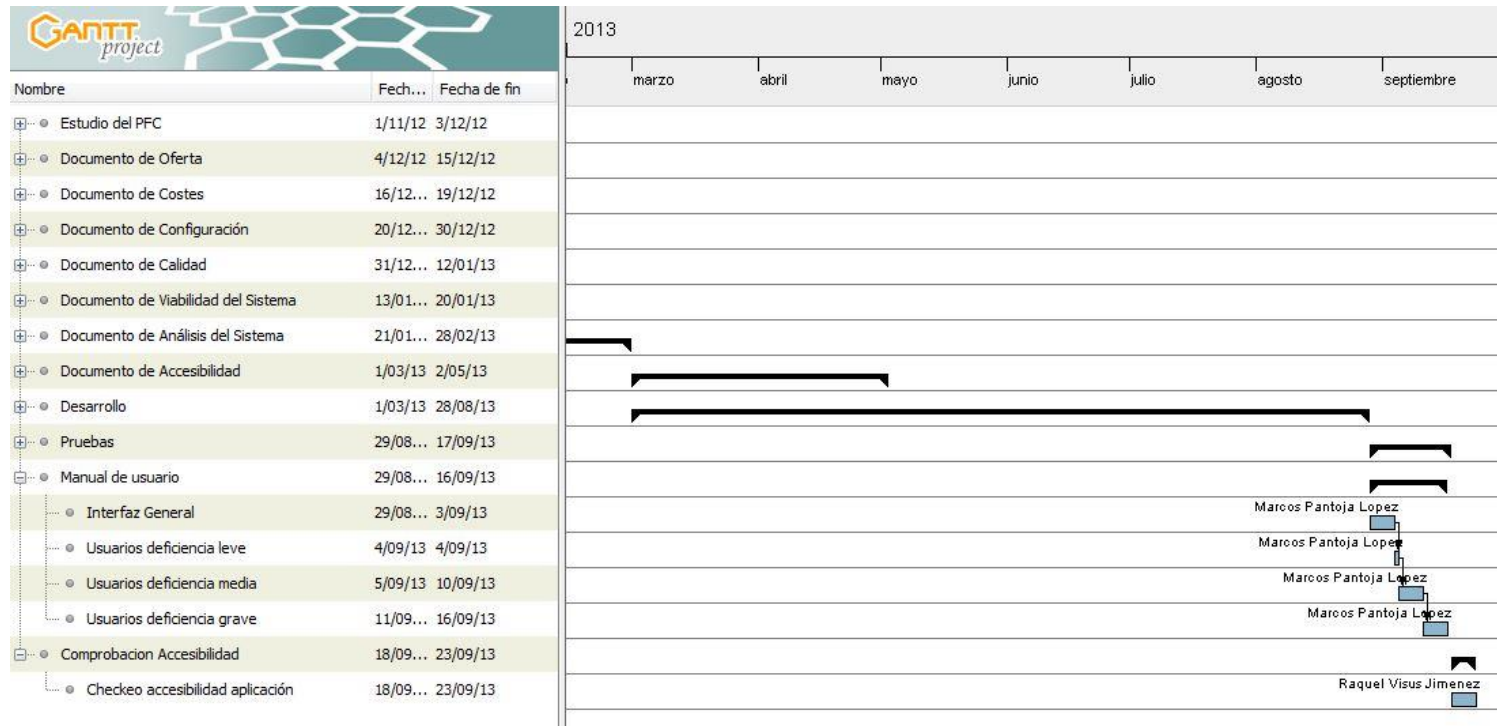 GANTT project
2013
marzo abril mayo junio julio agosto septiembre
Nombre Fech... Fecha de fin
Estudio del PFC 1/11/12 3/12/12
Documento de Oferta 4/12/12 15/12/12
Documento de Costes 16/12... 19/12/12
Documento de Configuración 20/12... 30/12/12
Documento de Calidad 31/12... 12/01/13
Documento de Viabilidad del Sistema 13/01... 20/01/13
Documento de Análisis del Sistema 21/01... 28/02/13
Documento de Accesibilidad 1/03/13 2/05/13
Desarrollo 1/03/13 28/08/13
Pruebas 29/08... 17/09/13
Manual de usuario 29/08... 16/09/13
Interfaz General 29/08... 3/09/13 Marcos Pantoja Lopez
Usuarios deficiencia leve 4/09/13 4/09/13 Marcos Pantoja Lopez
Usuarios deficiencia media 5/09/13 10/09/13 Marcos Pantoja Lopez
Usuarios deficiencia grave 11/09... 16/09/13 Marcos Pantoja Lopez
Comprobacion Accesibilidad 18/09... 23/09/13
Checkeo accesibilidad aplicación 18/09... 23/09/13 Raquel Visus Jimenez